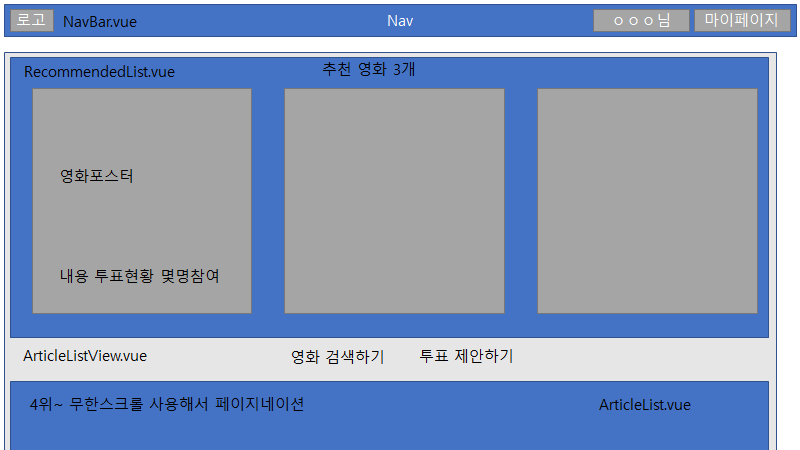 로고 NavBar.vue Nav ㅇㅇㅇ님 마이페이지
RecommendedList.vue 추천 영화 3개
영화포스터
내용 투표현황 몇명참여
ArticleListView.vue 영화 검색하기 투표 제안하기
4위~ 무한스크롤 사용해서 페이지네이션 ArticleList.vue